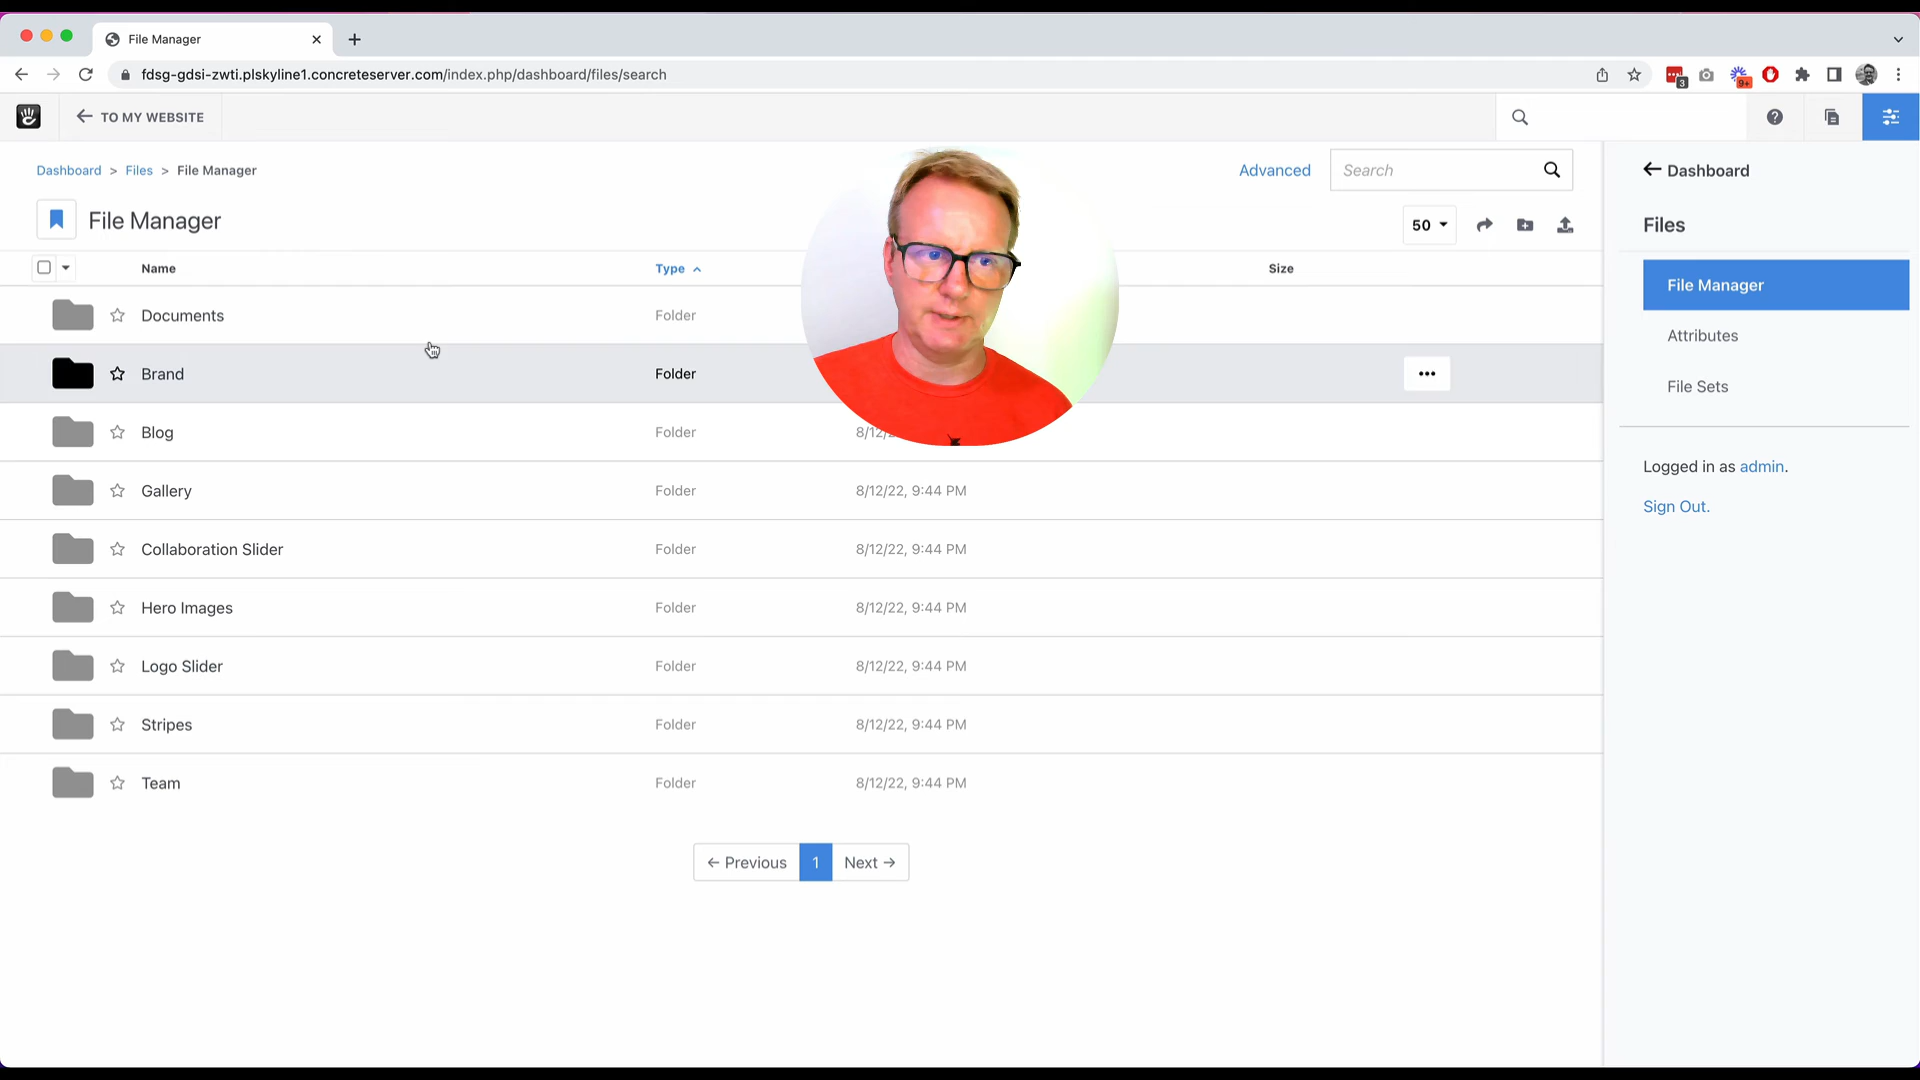 File Manager
fdsg-gdsi-zwti.plskyline1.concreteserver.com/index.php/dashboard/files/search
3
9+
TO MY WEBSITE
Dashboard > Files > File Manager
Advanced
Search
Dashboard
File Manager
50
Files
Name
Type
Size
File Manager
Documents
Folder
Attributes
Brand
Folder
File Sets
Blog
Folder
8/12/
Logged in as admin.
Gallery
Folder
8/12/22, 9:44 PM
Sign Out.
Collaboration Slider
Folder
8/12/22, 9:44 PM
Hero Images
Folder
8/12/22, 9:44 PM
Logo Slider
Folder
8/12/22, 9:44 PM
Stripes
Folder
8/12/22, 9:44 PM
Team
Folder
8/12/22, 9:44 PM
← Previous
1
Next →